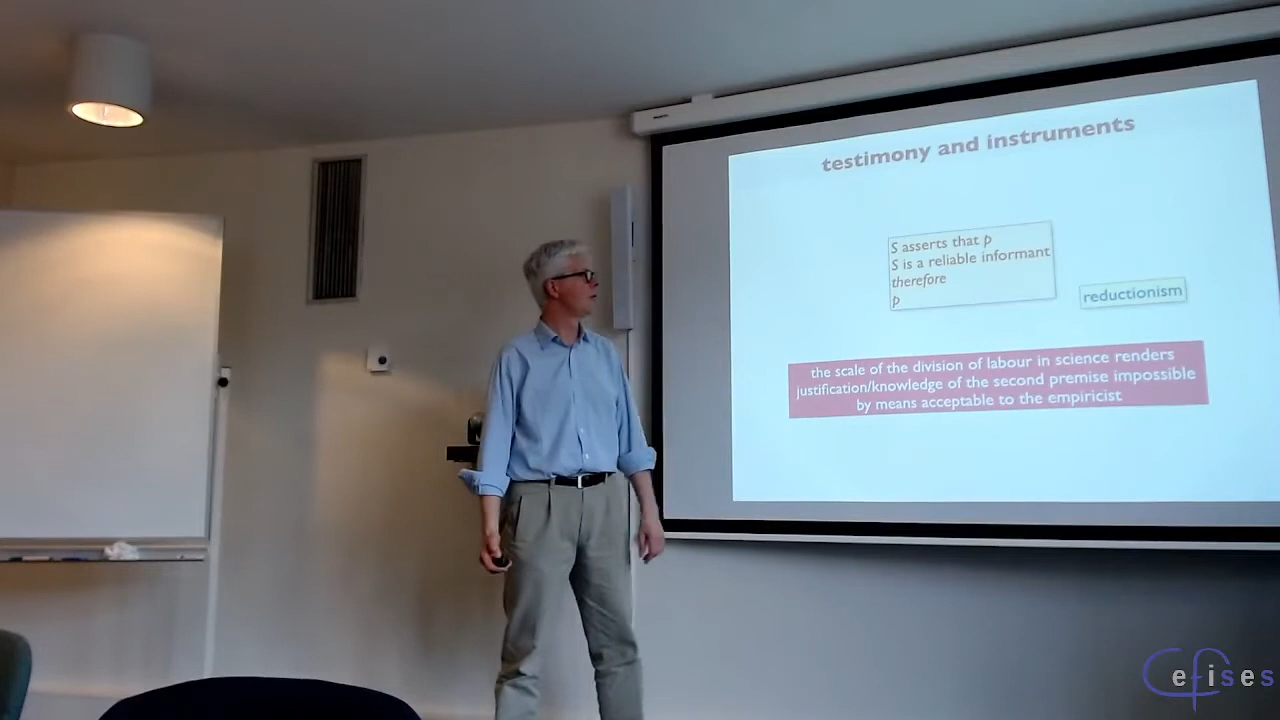 testimony and instruments
S asserts that p
S is a reliable informant
therefore
p
reductionism
the scale of the division of labour in science renders
justification/knowledge of the second premise impossible
by means acceptable to the empiricist
Cefises